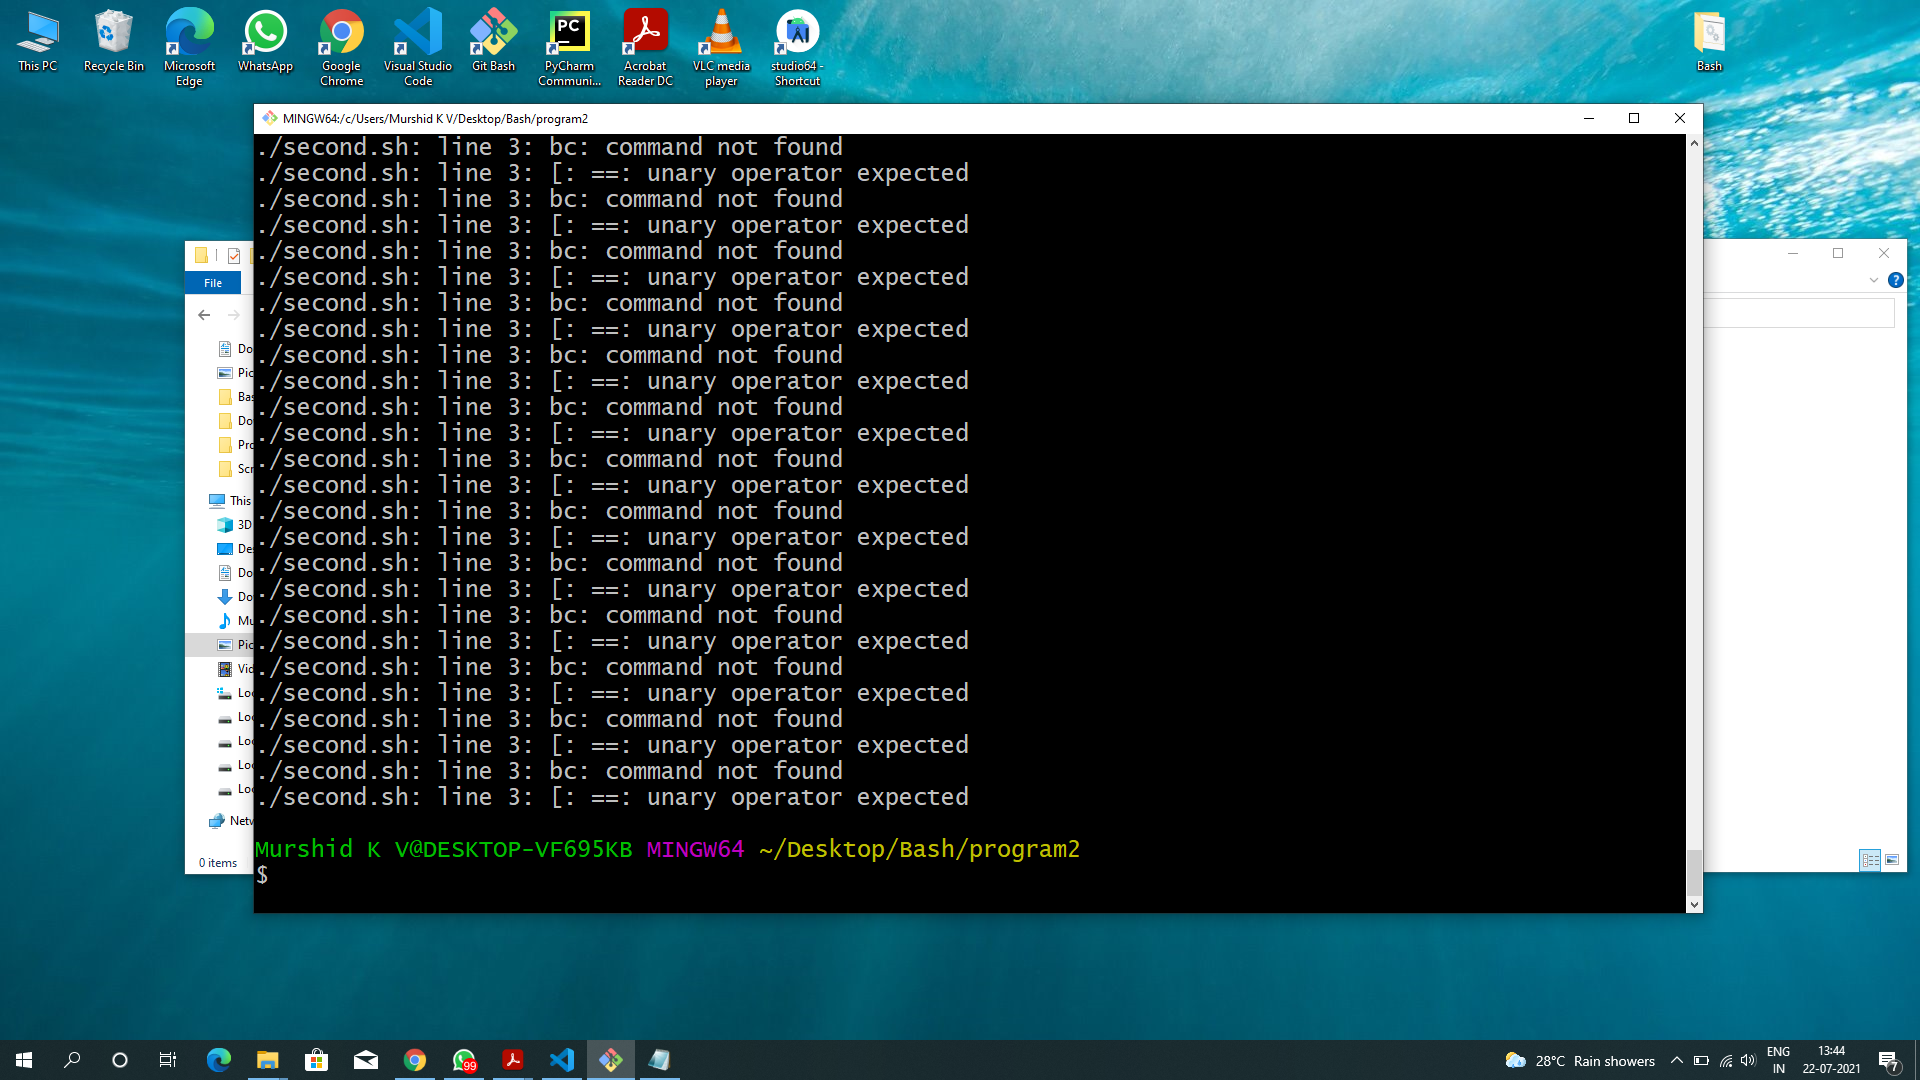 This PC
Recycle Bin
Microsoft Edge
WhatsApp
Google Chrome
Visual Studio Code
Git Bash
PyCharm Communi...
Acrobat Reader DC
VLC media player
studio64 - Shortcut
Bash
MINGW64:/c/Users/Murshid K V/Desktop/Bash/program2
./second.sh: line 3: bc: command not found
./second.sh: line 3: [: ==: unary operator expected
./second.sh: line 3: bc: command not found
./second.sh: line 3: [: ==: unary operator expected
./second.sh: line 3: bc: command not found
./second.sh: line 3: [: ==: unary operator expected
./second.sh: line 3: bc: command not found
./second.sh: line 3: [: ==: unary operator expected
./second.sh: line 3: bc: command not found
./second.sh: line 3: [: ==: unary operator expected
./second.sh: line 3: bc: command not found
./second.sh: line 3: [: ==: unary operator expected
./second.sh: line 3: bc: command not found
./second.sh: line 3: [: ==: unary operator expected
./second.sh: line 3: bc: command not found
./second.sh: line 3: [: ==: unary operator expected
./second.sh: line 3: bc: command not found
./second.sh: line 3: [: ==: unary operator expected
./second.sh: line 3: bc: command not found
./second.sh: line 3: [: ==: unary operator expected
./second.sh: line 3: bc: command not found
./second.sh: line 3: [: ==: unary operator expected
./second.sh: line 3: bc: command not found
./second.sh: line 3: [: ==: unary operator expected
./second.sh: line 3: bc: command not found
./second.sh: line 3: [: ==: unary operator expected
Murshid K V@DESKTOP-VF695KB MINGW64 ~/Desktop/Bash/program2
$
File
Do
Pic
Bas
Do
Pro
Scr
This
3D
Des
Do
Do
Mu
Pic
Vid
Loc
Loc
Loc
Loc
Loc
Netw
0 items
99
28°C Rain showers
ENG
IN
13:44
22-07-2021
7